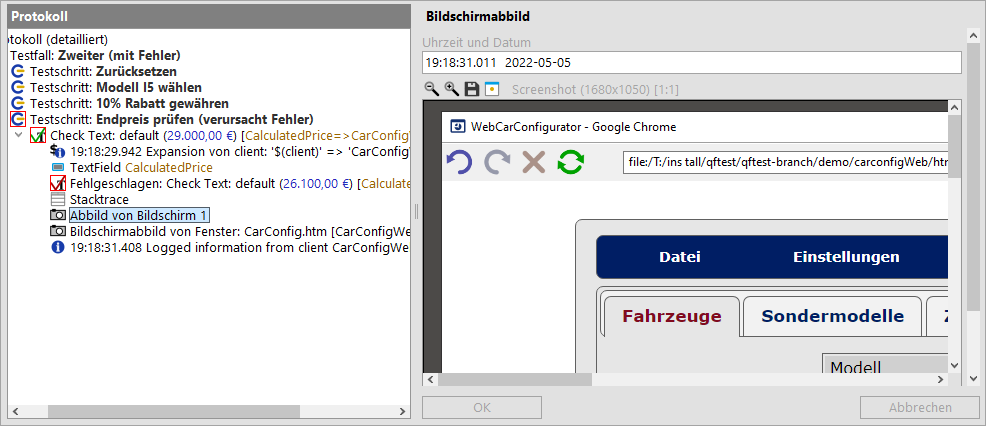 Protokoll
otokoll (detailliert)
Testfall: Zweiter (mit Fehler)
Testschritt: Zurücksetzen
Testschritt: Modell I5 wählen
Testschritt: 10% Rabatt gewähren
Testschritt: Endpreis prüfen (verursacht Fehler)
Check Text: default (29.000,00 €) [CalculatedPrice=>CarConfigW
19:18:29.942 Expansion von client: '$(client)' => 'CarConfig
TextField CalculatedPrice
Fehlgeschlagen: Check Text: default (26.100,00 €) [Calculate
Stacktrace
Abbild von Bildschirm 1
Bildschirmabbild von Fenster: CarConfig.htm [CarConfigWe
19:18:31.408 Logged information from client CarConfigWe
Bildschirmabbild
Uhrzeit und Datum
19:18:31.011 2022-05-05
Screenshot (1680x1050) [1:1]
WebCarConfigurator - Google Chrome
file:/T:/ins tall/qftest/qftest-branch/demo/carconfigWeb/htm
Datei Einstellungen
Fahrzeuge Sondermodelle Z
Modell
OK Abbrechen